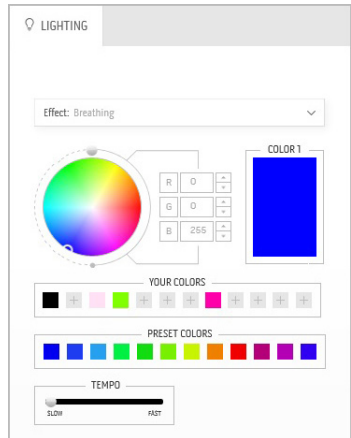 LIGHTING
Effect: Breathing
COLOR 1
R 0
G 0
B 255
YOUR COLORS
PRESET COLORS
TEMPO
SLOW FAST